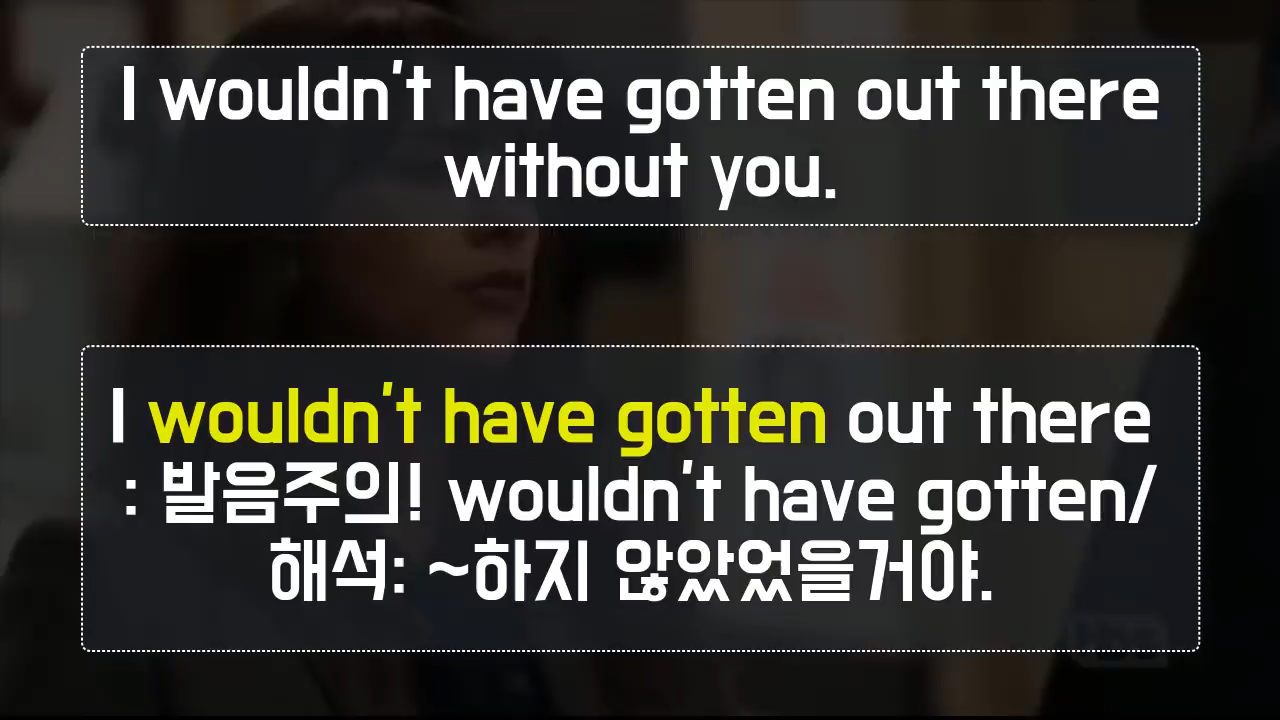 I wouldn't have gotten out there
without you.
I wouldn't have gotten out there
: 발음주의! wouldn't have gotten/
해석: ~하지 않았었을거야.